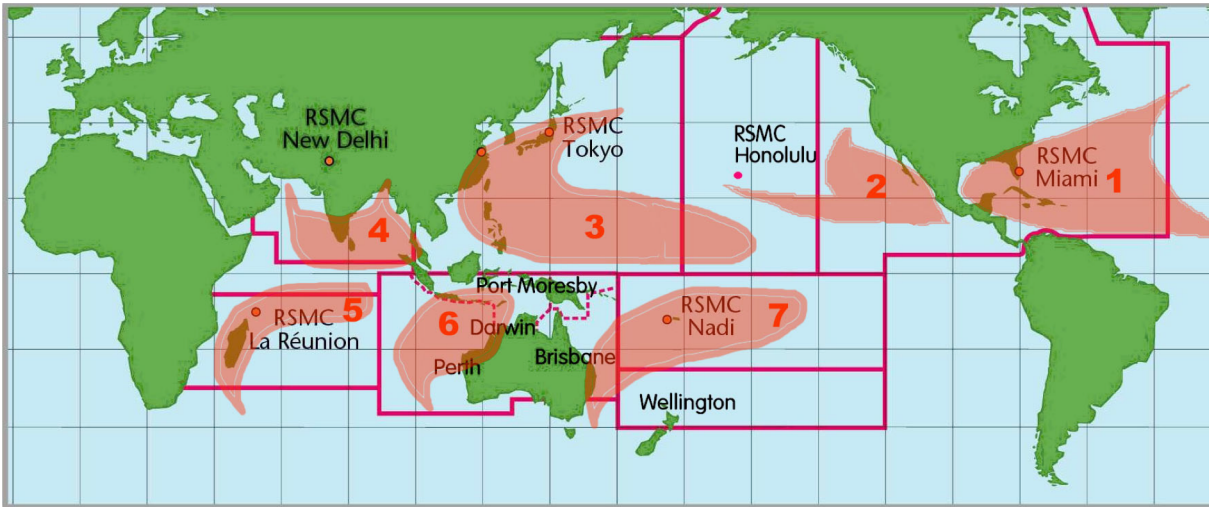 RSMC
New Delhi
RSMC
Tokyo
RSMC
Honolulu
RSMC
Miami
1
2
3
4
5
RSMC
La Réunion
6
Port Moresby
Darwin
Perth
Brisbane
RSMC
Nadi
7
Wellington